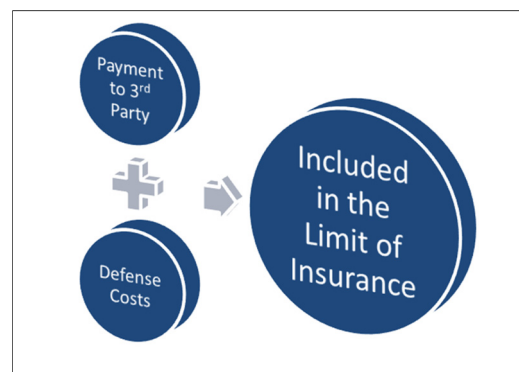 Payment
to 3rd
Party
Defense
Costs
Included
in the
Limit of
Insurance